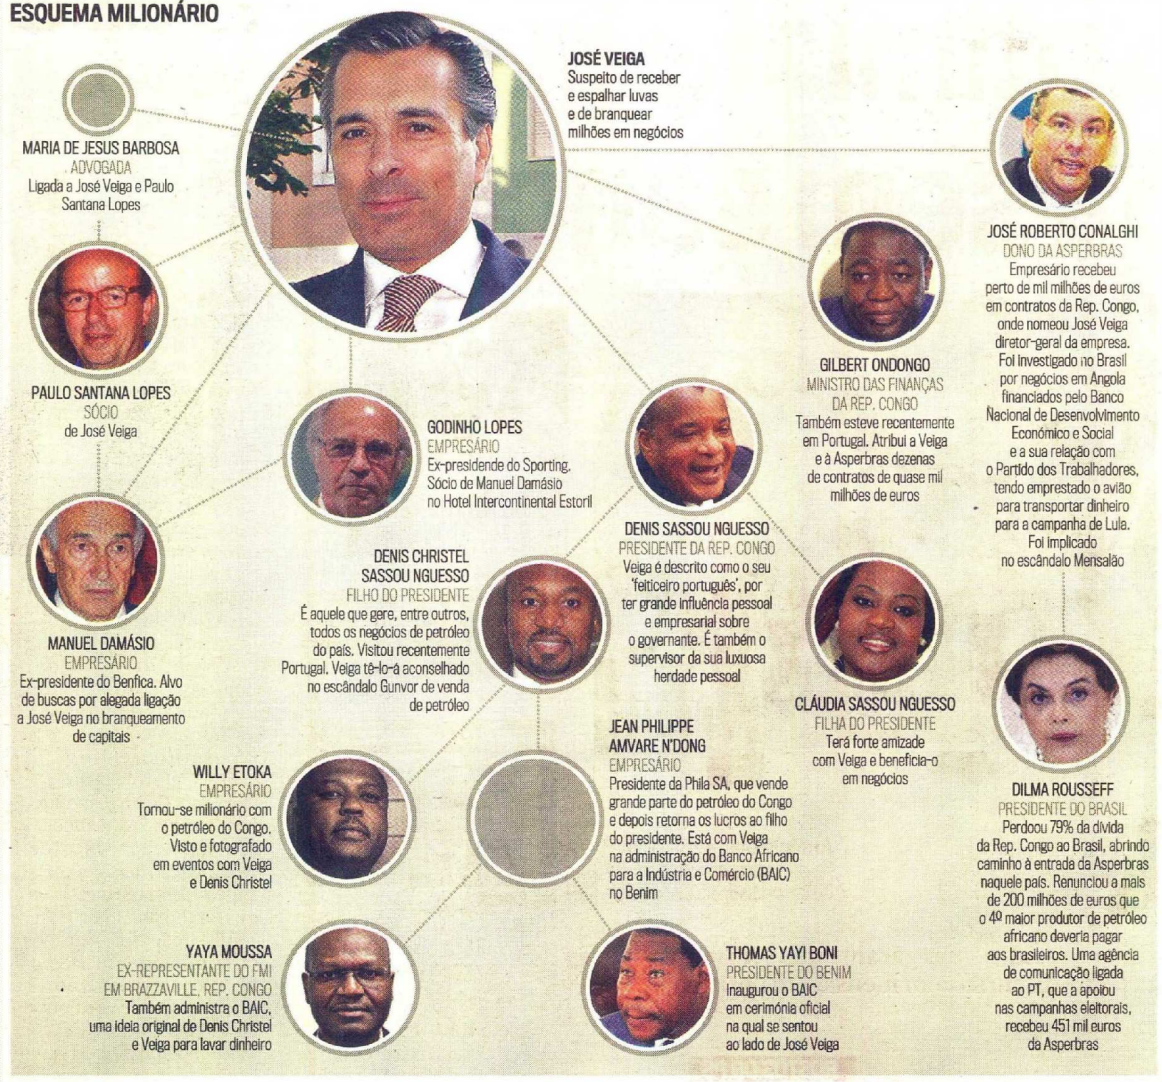 ESQUEMA MILIONÁRIO
JOSÉ VEIGA
Suspeito de receber
e espalhar luvas
e de branquear
milhões em negócios
MARIA DE JESUS BARBOSA
ADVOGADA
Ligada a José Veiga e Paulo
Santana Lopes
PAULO SANTANA LOPES
SÓCIO
de José Veiga
MANUEL DAMÁSIO
EMPRESÁRIO
Ex-presidente do Benfica. Alvo
de buscas por alegada ligação
a José Veiga no branqueamento
de capitais
GODINHO LOPES
EMPRESÁRIO
Ex-presidende do Sporting.
Sócio de Manuel Damásio
no Hotel Intercontinental Estoril
JOSÉ ROBERTO CONALGHI
DONO DA ASPERBRAS
Empresário recebeu
perto de mil milhões de euros
em contratos da Rep. Congo,
onde nomeou José Veiga
diretor-geral da empresa.
Foi investigado no Brasil
por negócios em Angola
financiados pelo Banco
Nacional de Desenvolvimento
Económico e Social
e a sua relação com
o Partido dos Trabalhadores,
tendo emprestado o avião
para transportar dinheiro
para a campanha de Lula.
Foi implicado
no escândalo Mensalão
GILBERT ONDONGO
MINISTRO DAS FINANÇAS
DA REP. CONGO
Também esteve recentemente
em Portugal. Atribui a Veiga
e à Asperbras dezenas
de contratos de quase mil
milhões de euros
DENIS SASSOU NGUESSO
PRESIDENTE DA REP. CONGO
Veiga é descrito como o seu
'feiticeiro português', por
ter grande influência pessoal
e empresarial sobre
o governante. É também o
supervisor da sua luxuosa
herdade pessoal
DENIS CHRISTEL
SASSOU NGUESSO
FILHO DO PRESIDENTE
É aquele que gere, entre outros,
todos os negócios de petróleo
do país. Visitou recentemente
Portugal. Veiga tê-lo-á aconselhado
no escândalo Gunvor de venda
de petróleo
CLÁUDIA SASSOU NGUESSO
FILHA DO PRESIDENTE
Terá forte amizade
com Veiga e beneficia-o
em negócios
DILMA ROUSSEFF
PRESIDENTE DO BRASIL
Perdoou 79% da dívida
da Rep. Congo ao Brasil, abrindo
caminho à entrada da Asperbras
naquele país. Renunciou a mais
de 200 milhões de euros que
o 4º maior produtor de petróleo
africano deveria pagar
aos brasileiros. Uma agência
de comunicação ligada
ao PT, que a apoiou
nas campanhas eleitorais,
recebeu 451 mil euros
da Asperbras
WILLY ETOKA
EMPRESÁRIO
Tornou-se milionário com
o petróleo do Congo.
Visto e fotografado
em eventos com Veiga
e Denis Christel
JEAN PHILIPPE
AMVARE N'DONG
EMPRESÁRIO
Presidente da Phila SA, que vende
grande parte do petróleo do Congo
e depois retorna os lucros ao filho
do presidente. Está com Veiga
na administração do Banco Africano
para a Indústria e Comércio (BAIC)
no Benim
YAYA MOUSSA
EX-REPRESENTANTE DO FMI
EM BRAZZAVILLE, REP. CONGO
Também administra o BAIC,
uma ideia original de Denis Christel
e Veiga para lavar dinheiro
THOMAS YAYI BONI
PRESIDENTE DO BENIM
Inaugurou o BAIC
em cerimónia oficial
na qual se sentou
ao lado de José Veiga